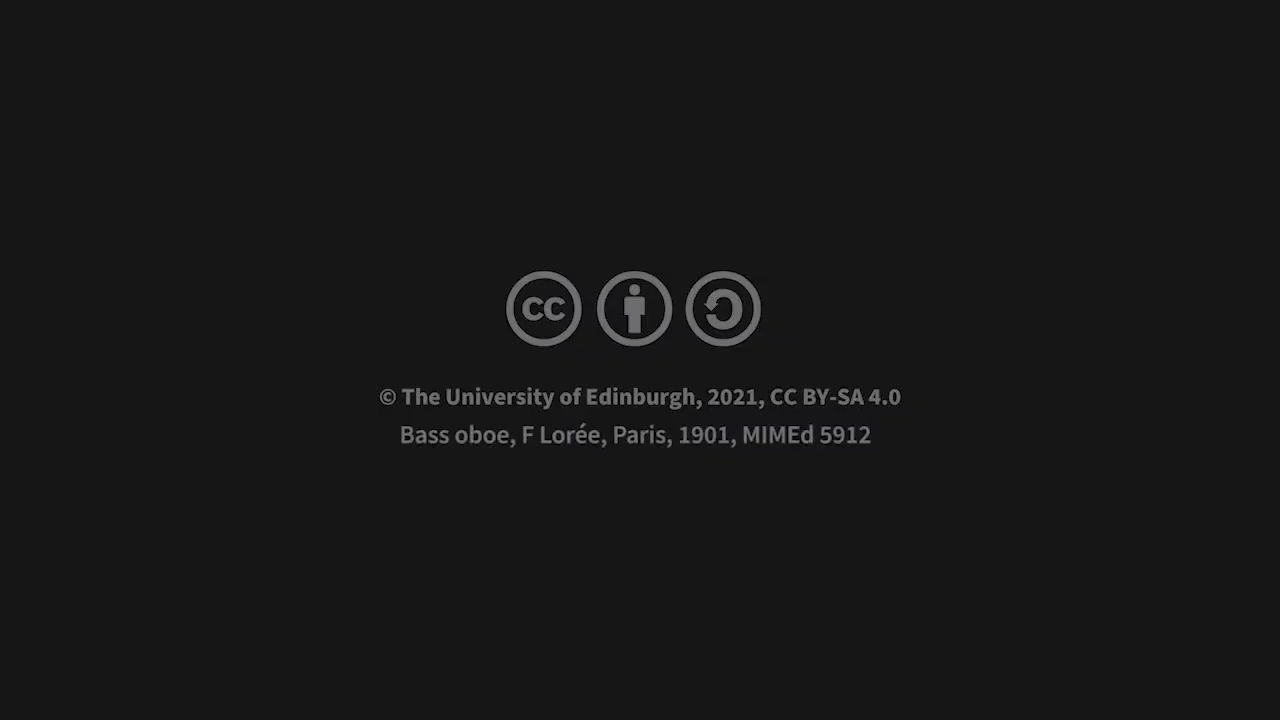 cc
© The University of Edinburgh, 2021, CC BY-SA 4.0
Bass oboe, F Lorée, Paris, 1901, MIMEd 5912